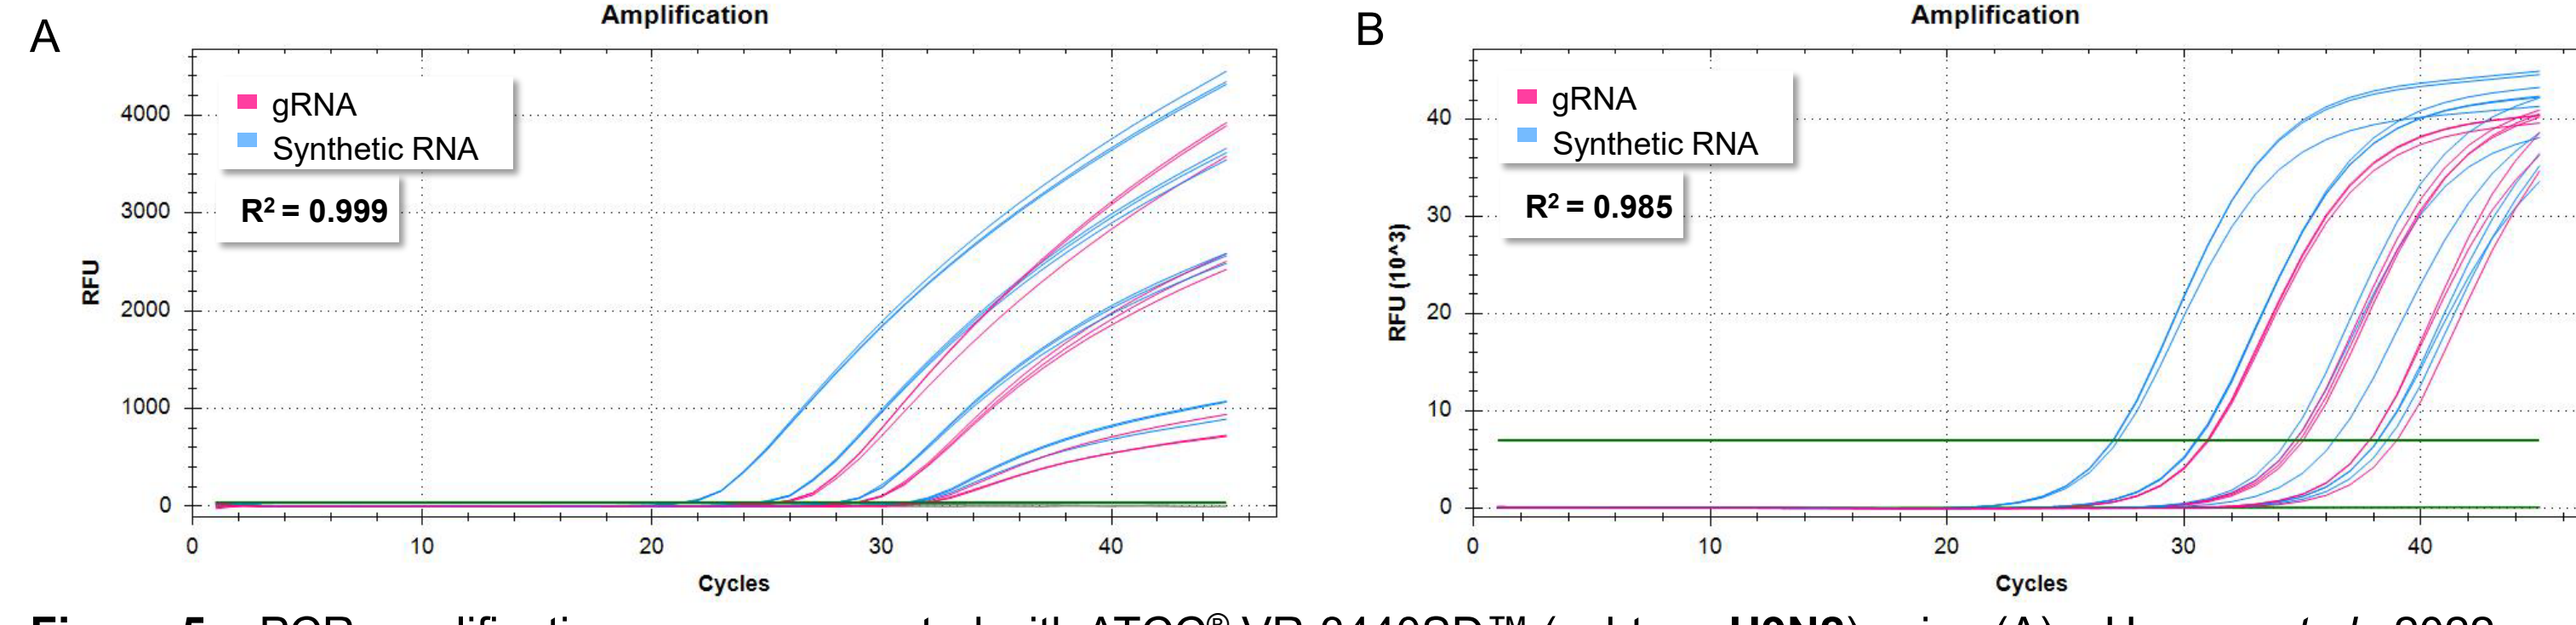 A
Amplification
gRNA
Synthetic RNA
R² = 0.999
RFU
4000
3000
2000
1000
0
0 10 20 30 40
Cycles
B
Amplification
gRNA
Synthetic RNA
R² = 0.985
RFU (10^3)
40
30
20
10
0
0 10 20 30 40
Cycles